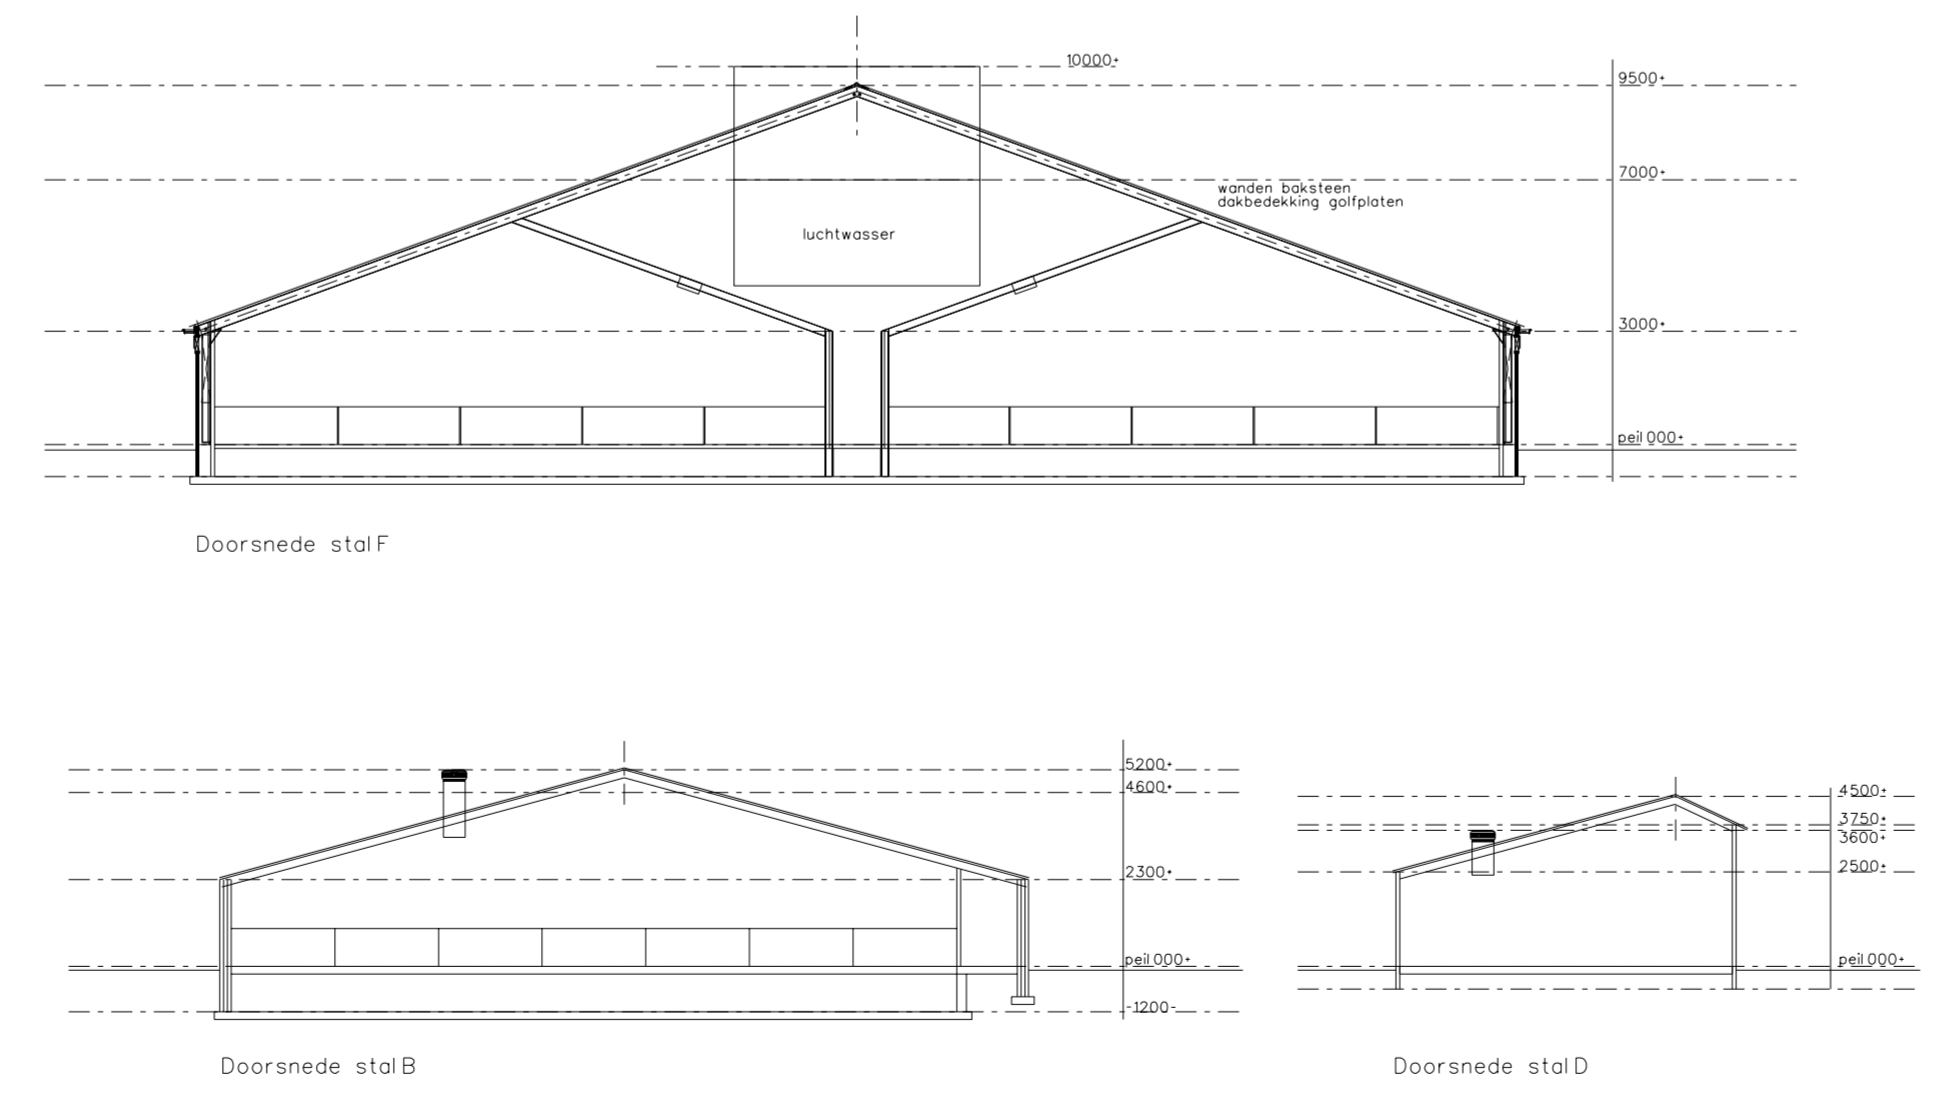 10000+
9500+
7000+
wanden baksteen
dakbedekking golfplaten
luchtwasser
3000+
peil 000+
Doorsnede stal F
5200+
4600+
2300+
peil 000+
-1200-
Doorsnede stal B
4500+
3750+
3600+
2500+
peil 000+
Doorsnede stal D